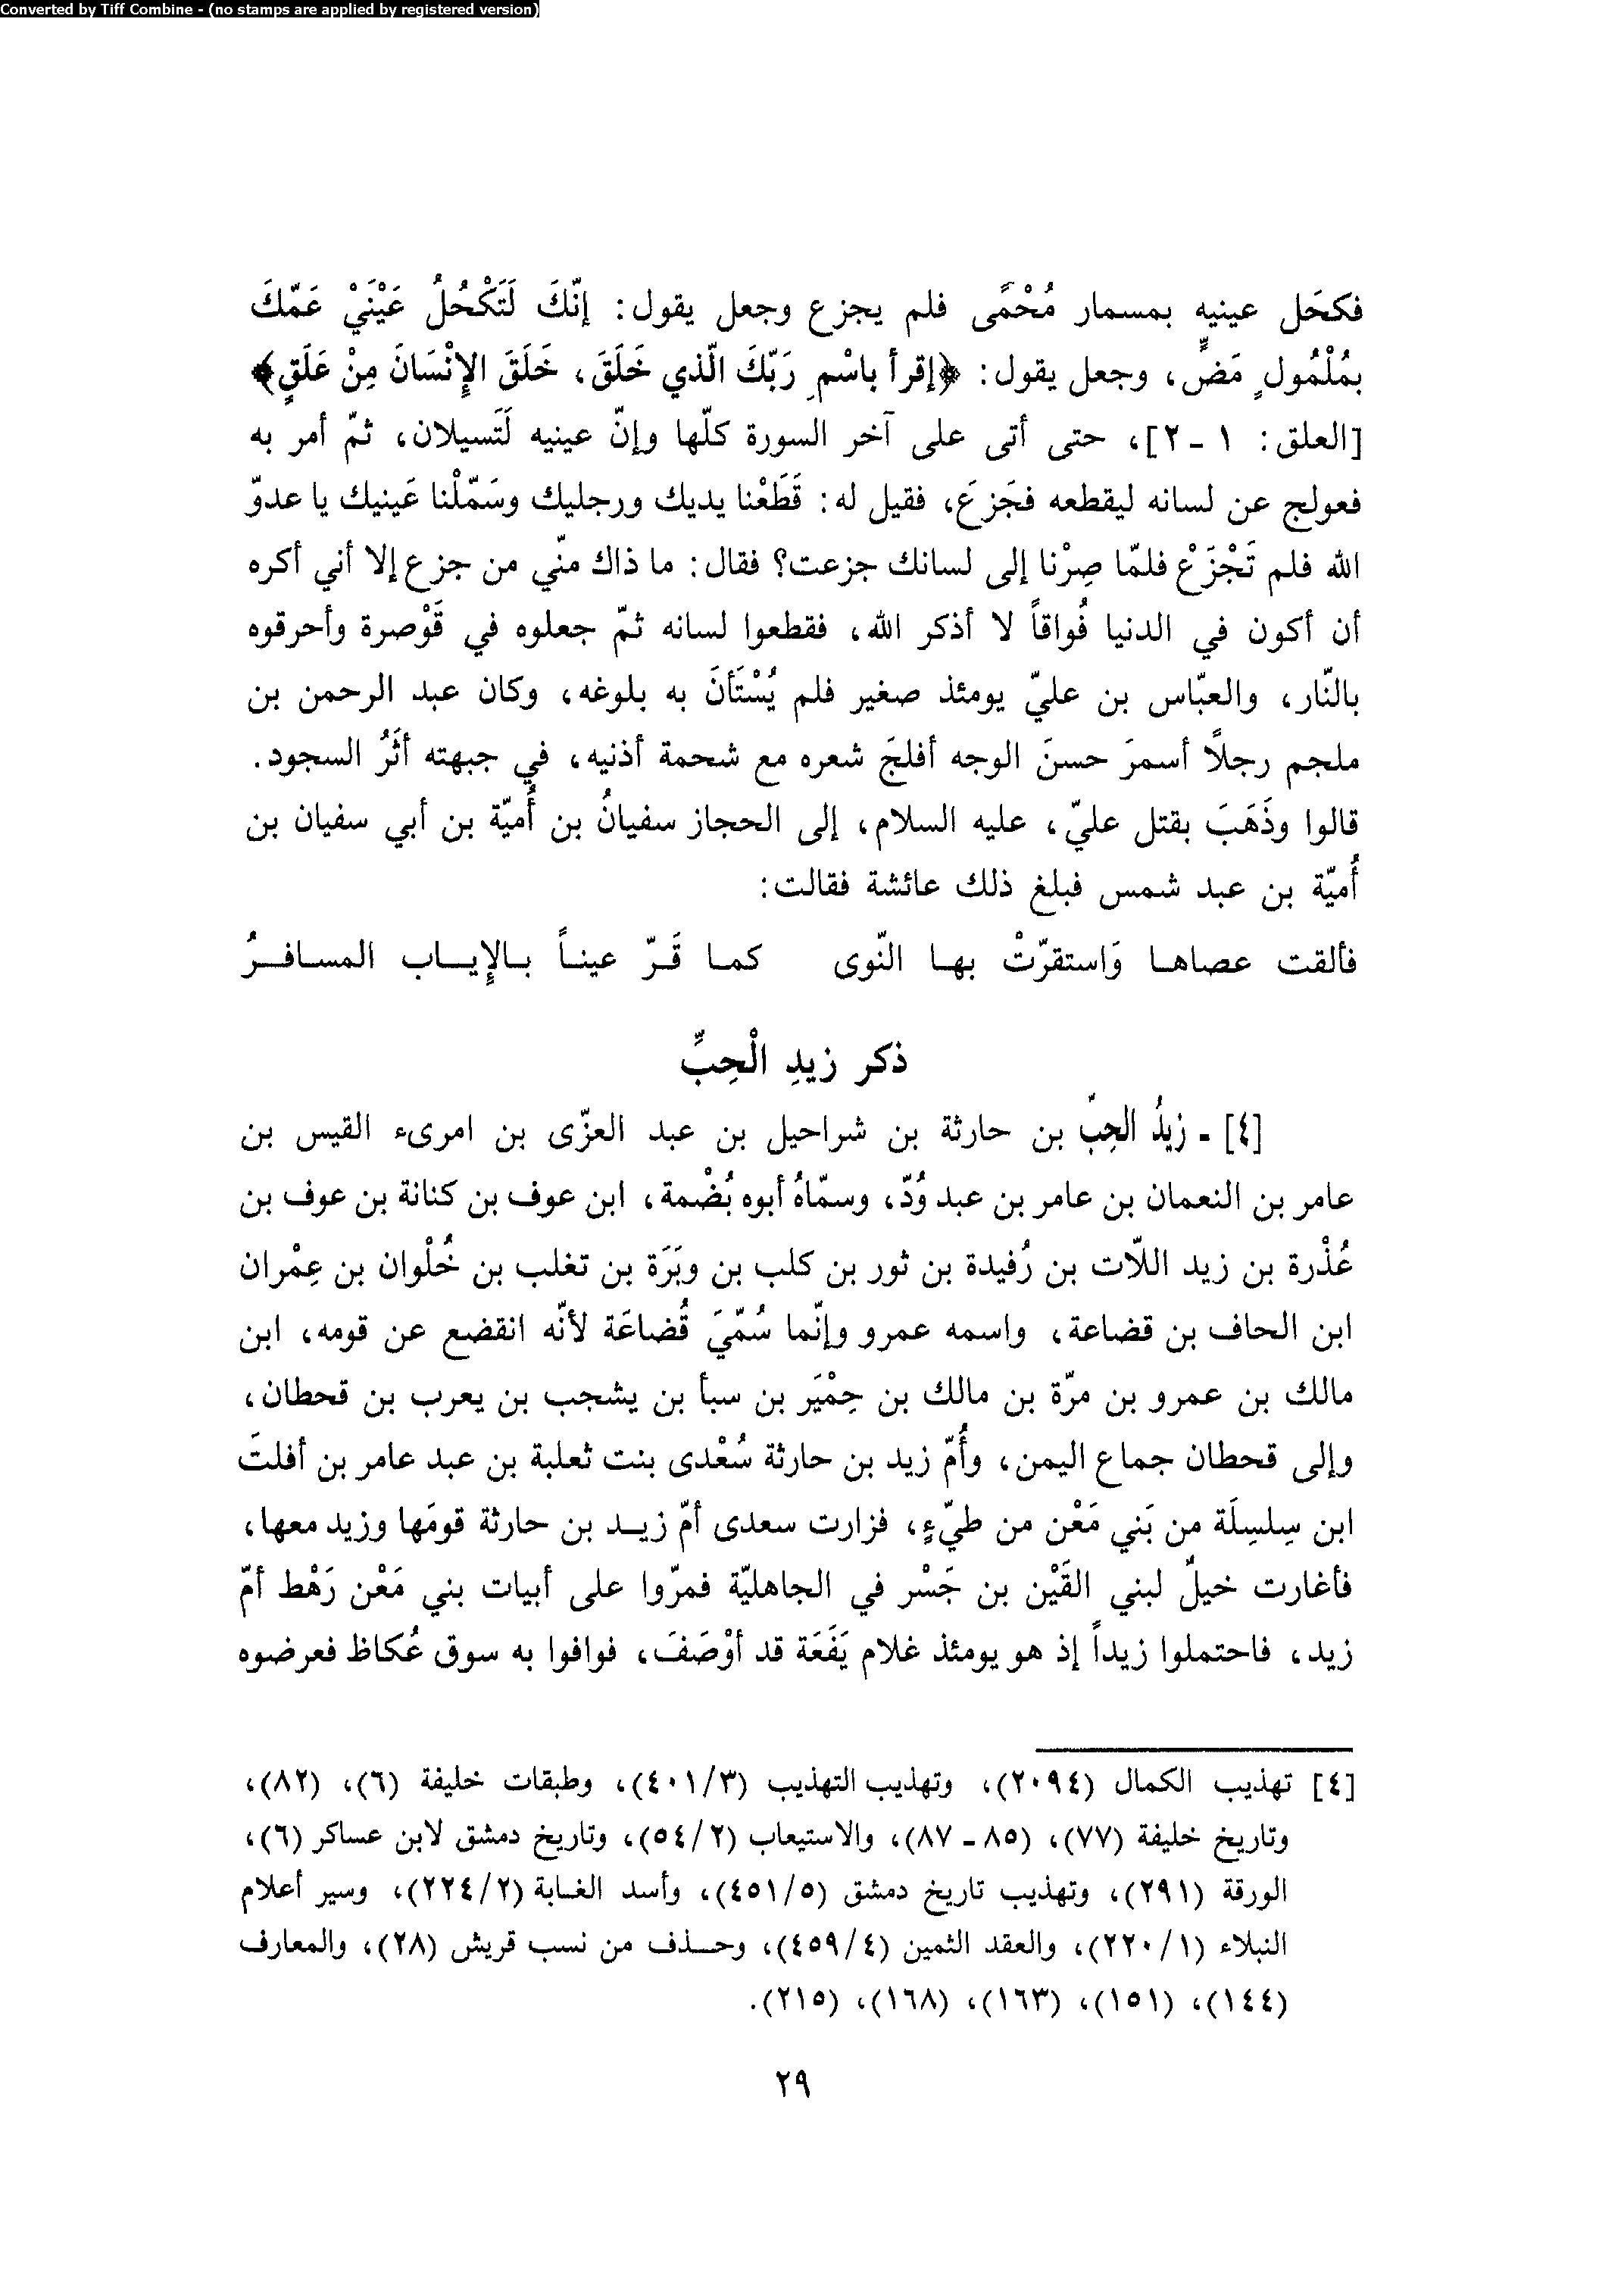 Converted by Tiff Combine - (no stamps are applied by registered version)
فكحَل عينيه بمسمار مُحْمًى فلم يجزع وجعل يقول: إنّكَ لَتَكْحُلُ عَيْنَيْ عَمّكَ
بمُلْمُولٍ مَضٍّ، وجعل يقول: ﴿إقرأ باسْمِ رَبّكَ الّذي خَلَقَ، خَلَقَ الإِنْسَانَ مِنْ عَلَقٍ﴾
[العلق: ١ - ٢]، حتى أتى على آخر السورة كلّها وإنّ عينيه لَتَسيلان، ثمّ أمر به
فعولج عن لسانه ليقطعه فجَزعَ، فقيل له: قَطَعْنا يديك ورجليك وسَمّلْنا عَينيك يا عدوّ
الله فلم تَجْزَعْ فلمّا صِرْنا إلى لسانك جزعت؟ فقال: ما ذاك منّي من جزع إلا أني أكره
أن أكون في الدنيا فُواقاً لا أذكر الله، فقطعوا لسانه ثمّ جعلوه في قَوْصرة وأحرقوه
بالنّار، والعبّاس بن عليّ يومئذ صغير فلم يُسْتَأنَ به بلوغه، وكان عبد الرحمن بن
ملجم رجلاً أسمرَ حسنَ الوجه أفلجَ شعره مع شحمة أذنيه، في جبهته أثَرُ السجود.
قالوا وذَهَبَ بقتل عليّ، عليه السلام، إلى الحجاز سفيانُ بن أُميّة بن أبي سفيان بن
أُميّة بن عبد شمس فبلغ ذلك عائشة فقالت:
فألقت عصاها وَاستقرّتْ بها النّوى كما قَرّ عيناً بالإِياب المسافرُ
ذكر زيدِ الْحِبِّ
[٤] - زيدُ الحِبّ بن حارثة بن شراحيل بن عبد العزّى بن امرىء القيس بن
عامر بن النعمان بن عامر بن عبد وُدّ، وسمّاهُ أبوه بُضْمة، ابن عوف بن كنانة بن عوف بن
عُذْرة بن زيد اللّات بن رُفيدة بن ثور بن كلب بن وبَرَة بن تغلب بن حُلْوان بن عِمْران
ابن الحاف بن قضاعة، واسمه عمرو وإنّما سُمّيَ قُضاعَة لأنّه انقضع عن قومه، ابن
مالك بن عمرو بن مرّة بن مالك بن حِمْيَر بن سبأ بن يشجب بن يعرب بن قحطان،
وإلى قحطان جماع اليمن، وأُمّ زيد بن حارثة سُعْدى بنت ثعلبة بن عبد عامر بن أفلتَ
ابن سِلسِلَة من بَني مَعْن من طيّءٍ، فزارت سعدى أمّ زيد بن حارثة قومَها وزيد معها،
فأغارت خيلٌ لبني القَيْن بن جَسْر في الجاهليّة فمرّوا على أبيات بني مَعْن رَهْط أمّ
زيد، فاحتملوا زيداً إذ هو يومئذ غلام يَفَعَة قد أوْصَفَ، فوافوا به سوق عُكاظ فعرضوه
[٤] تهذيب الكمال (٢٠٩٤)، وتهذيب التهذيب (٤٠١/٣)، وطبقات خليفة (٦)، (٨٢)،
وتاريخ خليفة (٧٧)، (٨٥ - ٨٧)، والاستيعاب (٥٤/٢)، وتاريخ دمشق لابن عساكر (٦)،
الورقة (٢٩١)، وتهذيب تاريخ دمشق (٤٥١/٥)، وأسد الغابة (٢٢٤/٢)، وسير أعلام
النبلاء (٢٢٠/١)، والعقد الثمين (٤٥٩/٤)، وحذف من نسب قريش (٢٨)، والمعارف
(١٤٤)، (١٥١)، (١٦٣)، (١٦٨)، (٢١٥).
٢٩